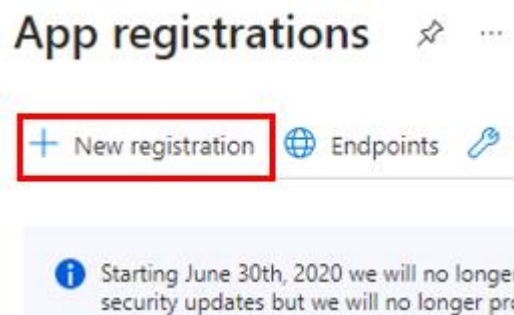 App registrations
New registration Endpoints
Starting June 30th, 2020 we will no longer
security updates but we will no longer